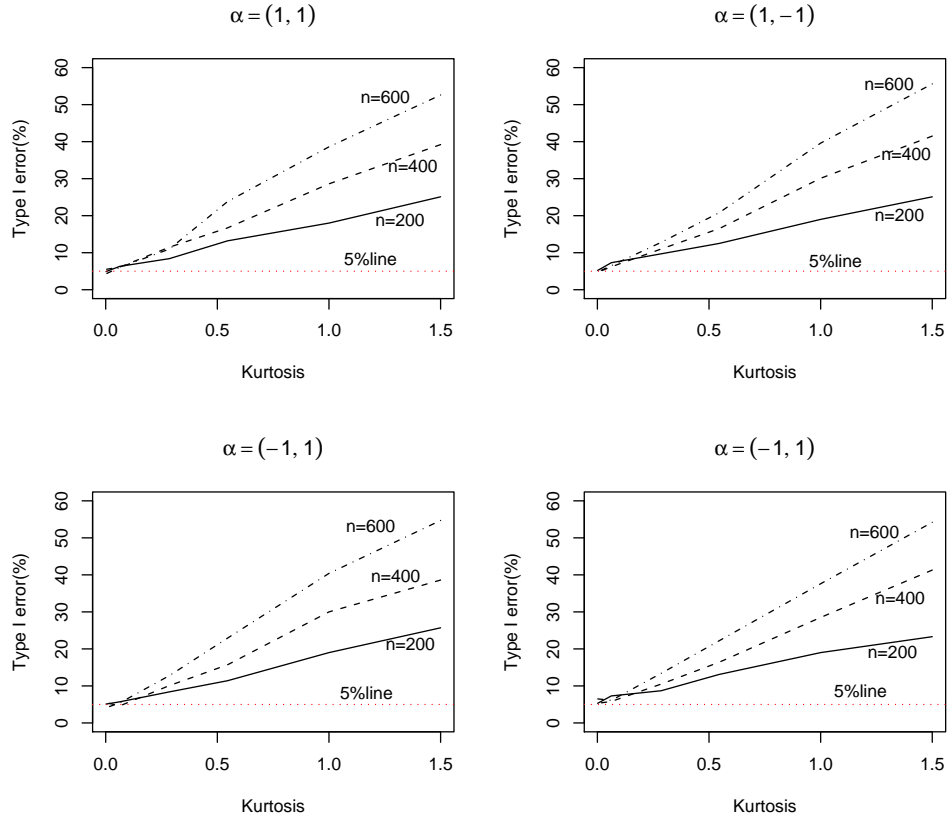 α = (1, 1)
Type I error(%)
60
50
40
30
20
10
0
n=600
n=400
n=200
5%line
0.0 0.5 1.0 1.5
Kurtosis
α = (1, −1)
Type I error(%)
60
50
40
30
20
10
0
n=600
n=400
n=200
5%line
0.0 0.5 1.0 1.5
Kurtosis
α = (−1, 1)
Type I error(%)
60
50
40
30
20
10
0
n=600
n=400
n=200
5%line
0.0 0.5 1.0 1.5
Kurtosis
α = (−1, 1)
Type I error(%)
60
50
40
30
20
10
0
n=600
n=400
n=200
5%line
0.0 0.5 1.0 1.5
Kurtosis